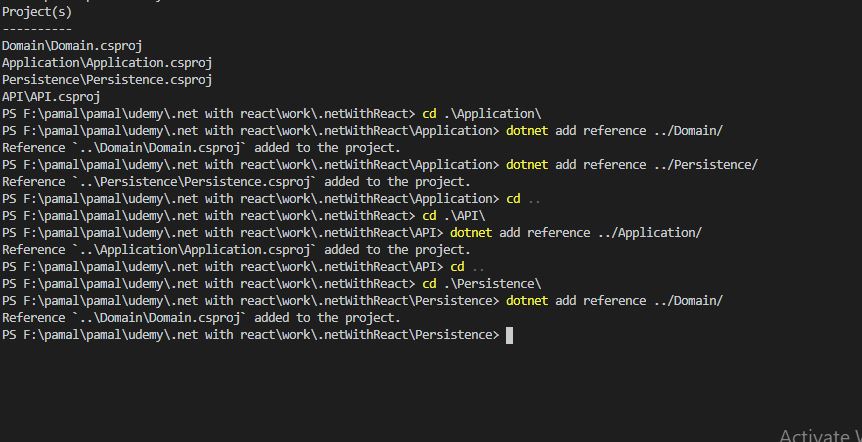 Project(s)
----------
Domain\Domain.csproj
Application\Application.csproj
Persistence\Persistence.csproj
API\API.csproj
PS F:\pamal\pamal\udemy\.net with react\work\.netWithReact> cd .\Application\
PS F:\pamal\pamal\udemy\.net with react\work\.netWithReact\Application> dotnet add reference ../Domain/
Reference `..\Domain\Domain.csproj` added to the project.
PS F:\pamal\pamal\udemy\.net with react\work\.netWithReact\Application> dotnet add reference ../Persistence/
Reference `..\Persistence\Persistence.csproj` added to the project.
PS F:\pamal\pamal\udemy\.net with react\work\.netWithReact\Application> cd ..
PS F:\pamal\pamal\udemy\.net with react\work\.netWithReact> cd .\API\
PS F:\pamal\pamal\udemy\.net with react\work\.netWithReact\API> dotnet add reference ../Application/
Reference `..\Application\Application.csproj` added to the project.
PS F:\pamal\pamal\udemy\.net with react\work\.netWithReact\API> cd ..
PS F:\pamal\pamal\udemy\.net with react\work\.netWithReact> cd .\Persistence\
PS F:\pamal\pamal\udemy\.net with react\work\.netWithReact\Persistence> dotnet add reference ../Domain/
Reference `..\Domain\Domain.csproj` added to the project.
PS F:\pamal\pamal\udemy\.net with react\work\.netWithReact\Persistence>
Activate